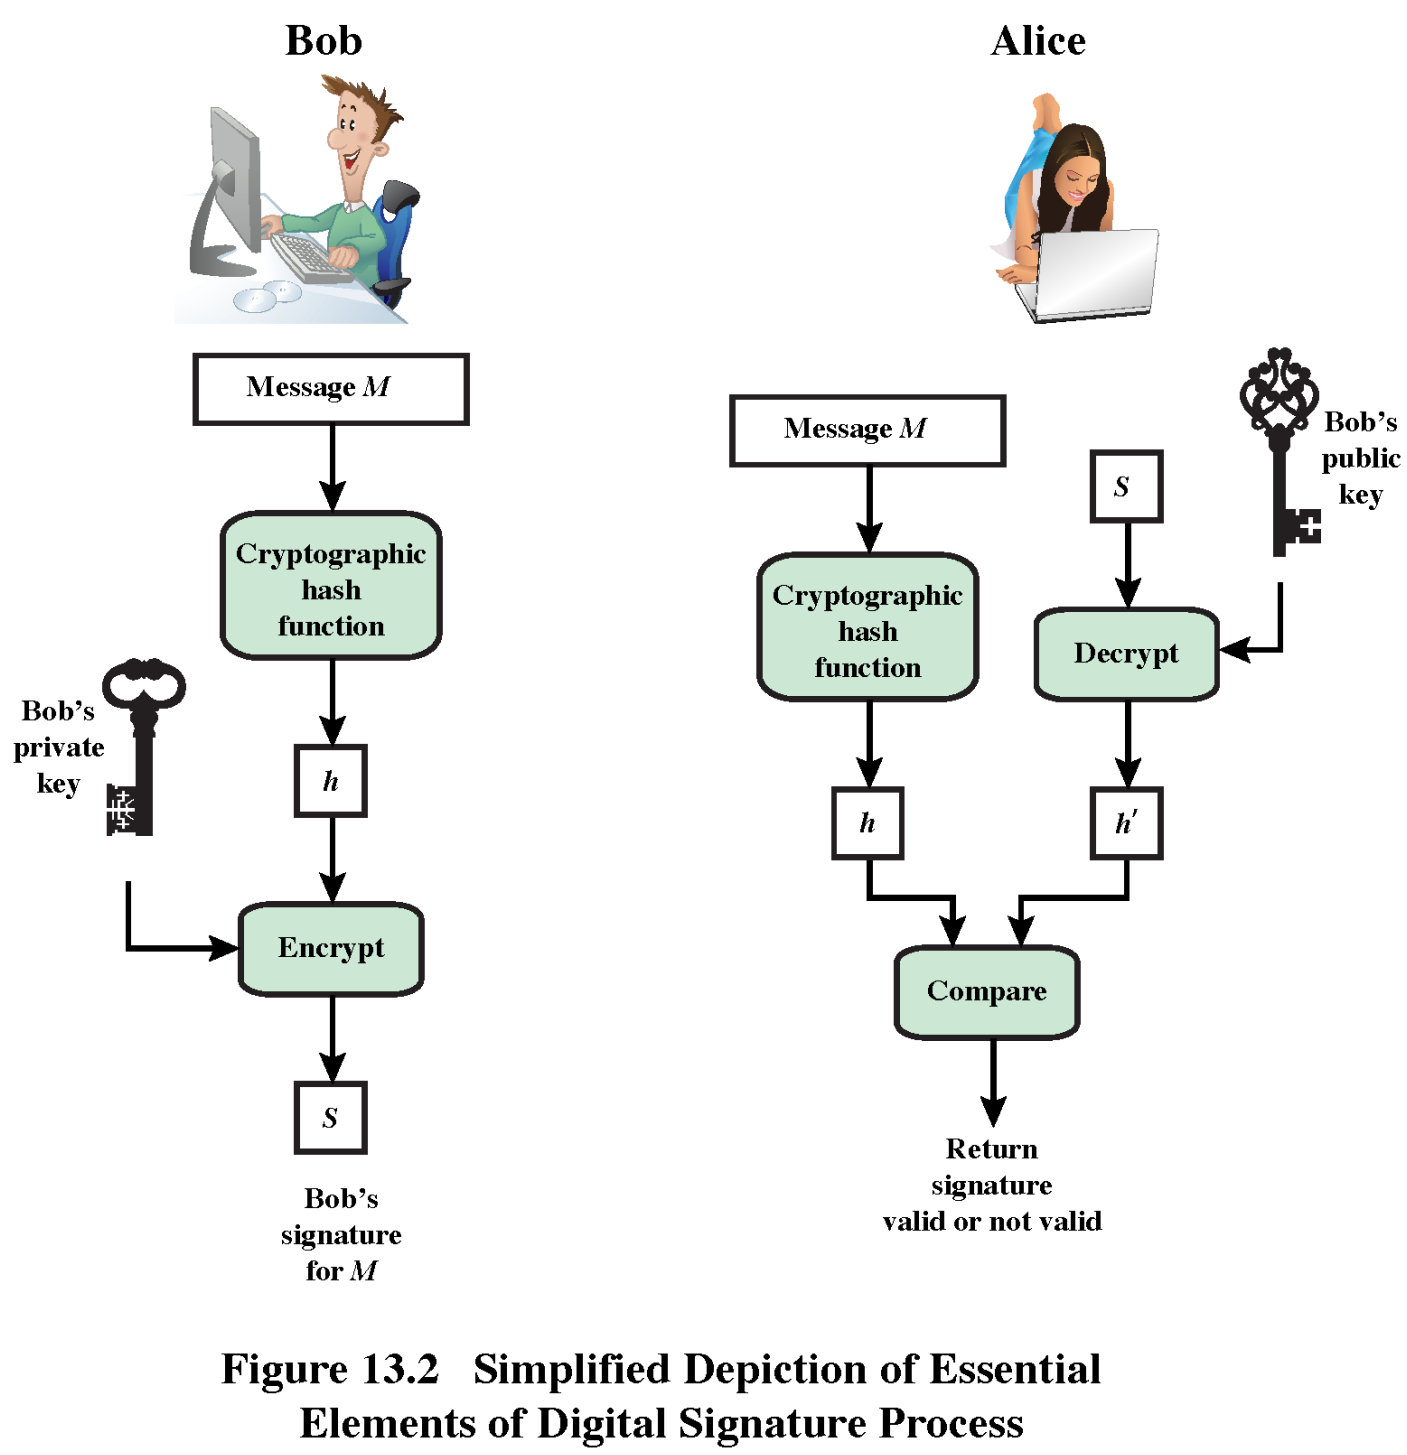 Bob
Message M
Cryptographic
hash
function
Bob’s
private
key
h
Encrypt
S
Bob’s
signature
for M
Alice
Message M
Bob’s
public
key
S
Cryptographic
hash
function
Decrypt
h
h′
Compare
Return
signature
valid or not valid
Figure 13.2 Simplified Depiction of Essential
Elements of Digital Signature Process